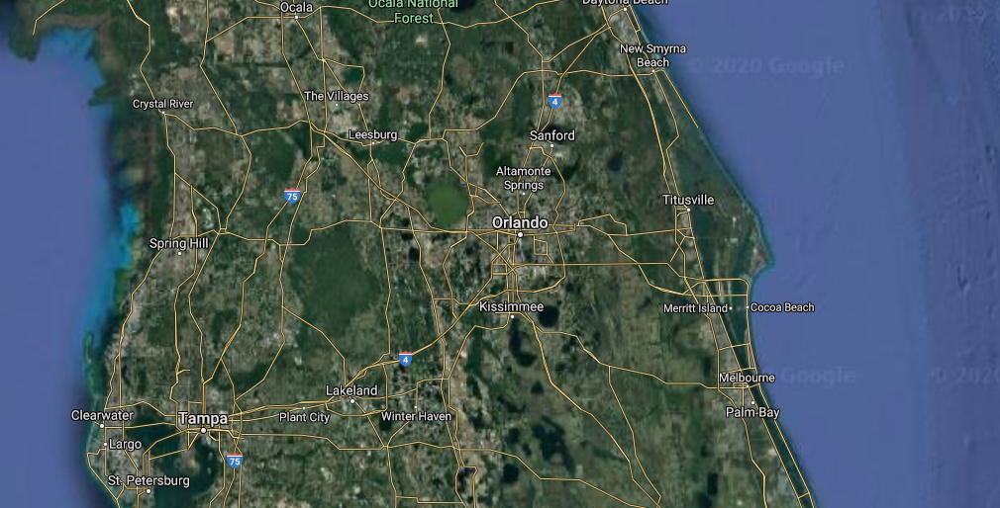 Ocala
Ocala National
Forest
Daytona Beach
New Smyrna
Beach
© 2020 Google
The Villages
Crystal River
4
Leesburg
Sanford
Altamonte
Springs
75
Titusville
Orlando
Spring Hill
Kissimmee
Merritt Island
Cocoa Beach
4
Melbourne
Google
© 2020
Lakeland
Palm Bay
Clearwater
Tampa
Plant City
Winter Haven
Largo
75
St. Petersburg